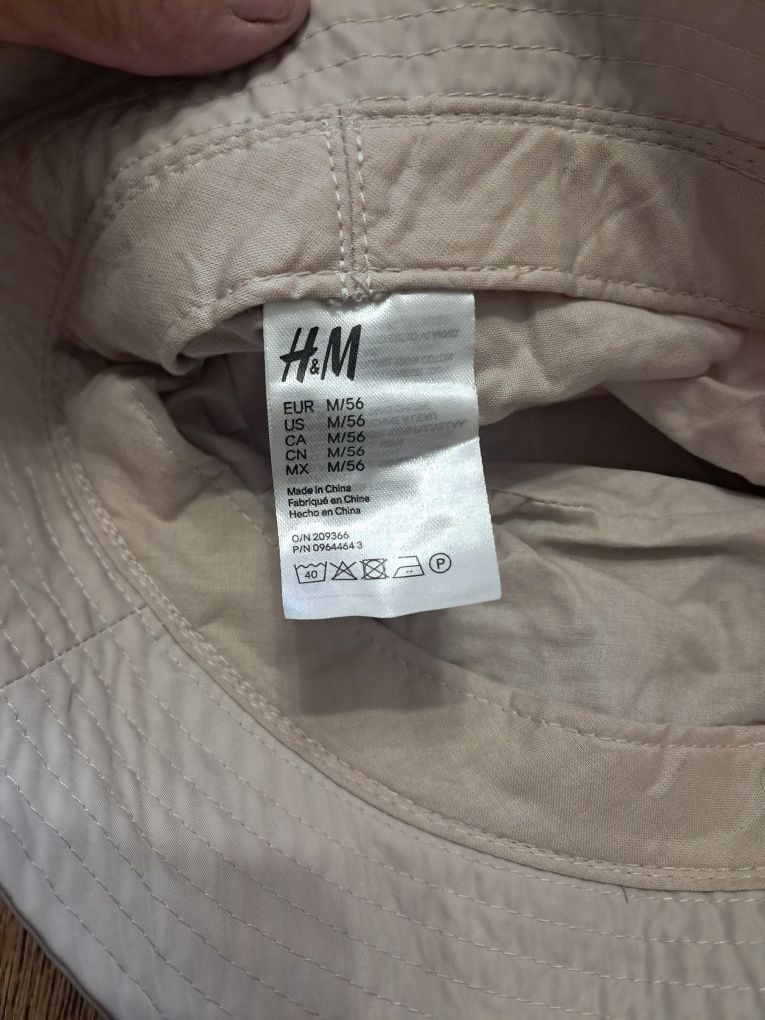 H&M
EUR M/56
US M/56
CA M/56
CN M/56
MX M/56
Made in China
Fabriqué en Chine
Hecho en China
O/N 209366
P/N 0964464 3
40
P